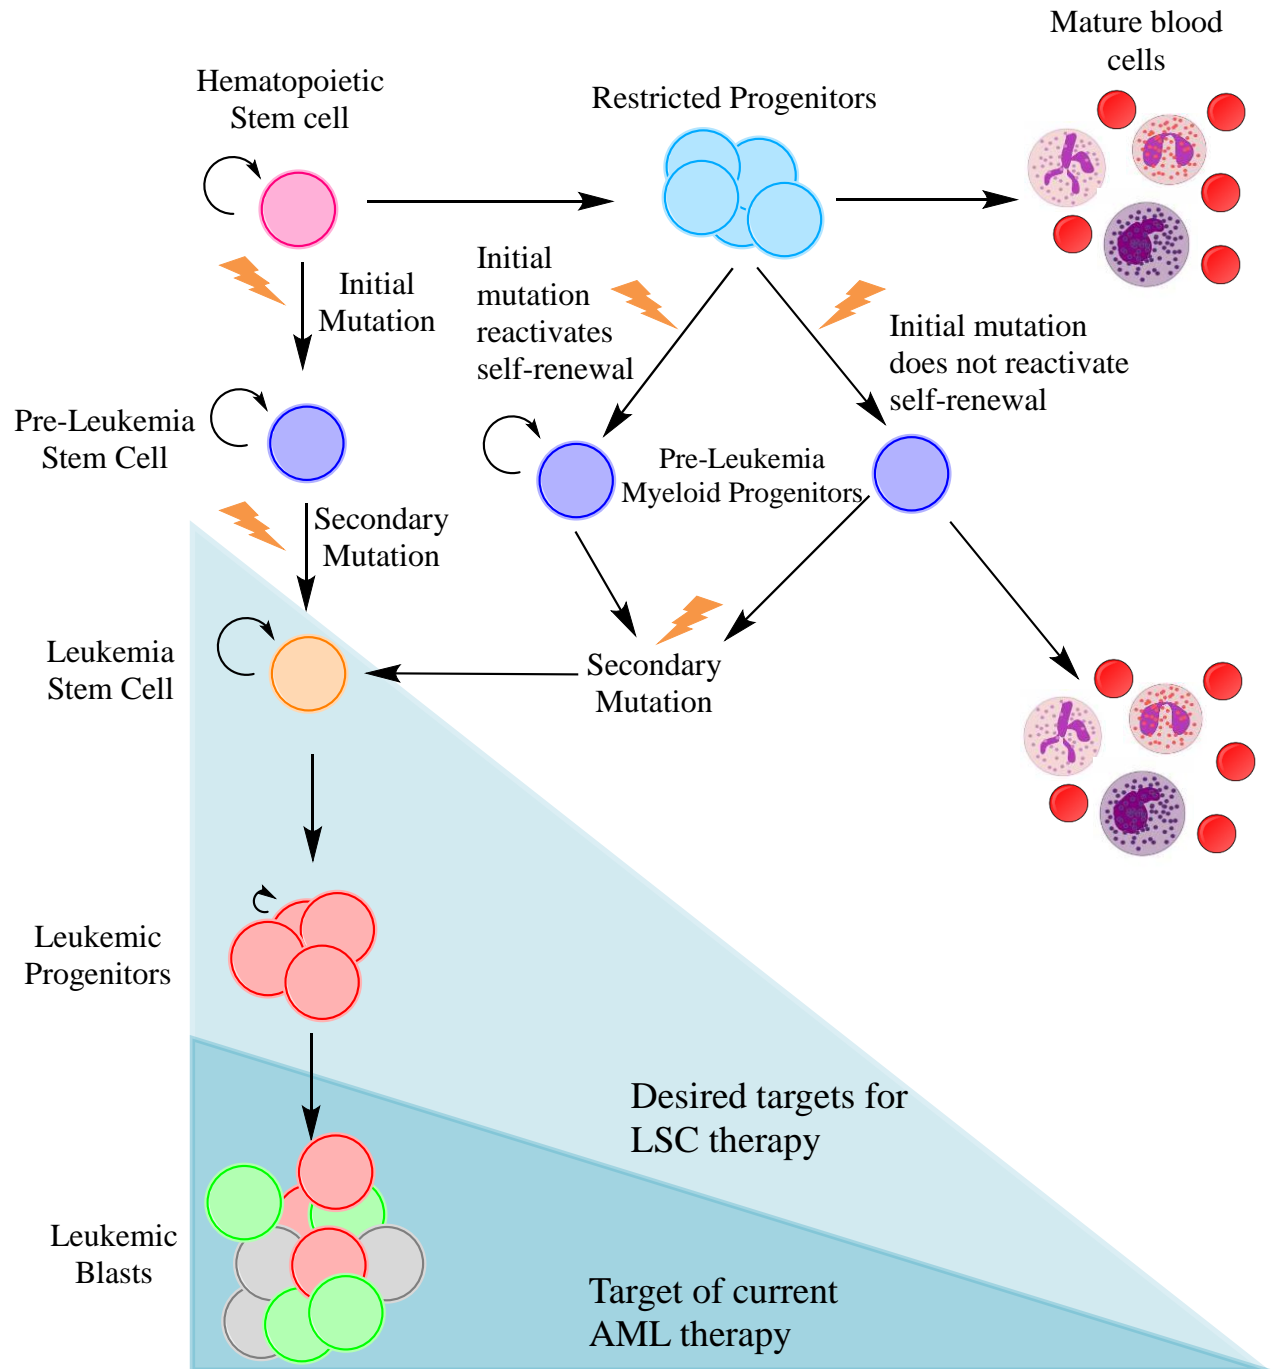 Mature blood
cells
Hematopoietic
Stem cell
Restricted Progenitors
Initial
Mutation
Initial
mutation
reactivates
self-renewal
Initial mutation
does not reactivate
self-renewal
Pre-Leukemia
Stem Cell
Pre-Leukemia
Myeloid Progenitors
Secondary
Mutation
Leukemia
Stem Cell
Secondary
Mutation
Leukemic
Progenitors
Desired targets for
LSC therapy
Leukemic
Blasts
Target of current
AML therapy